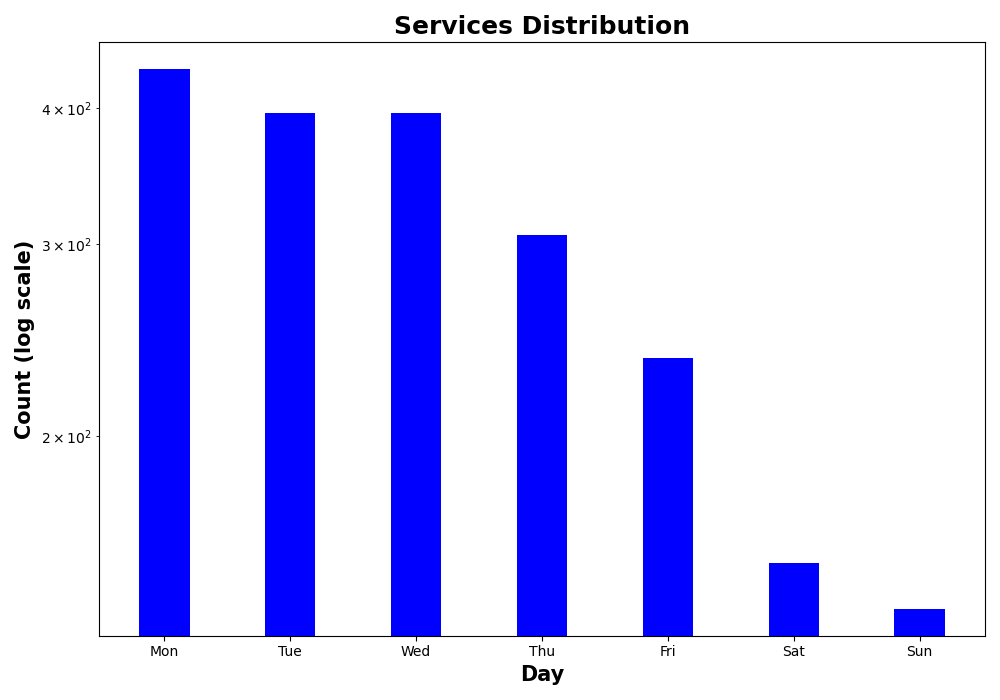 Services Distribution
Count (log scale)
4 × 10²
3 × 10²
2 × 10²
Mon Tue Wed Thu Fri Sat Sun
Day